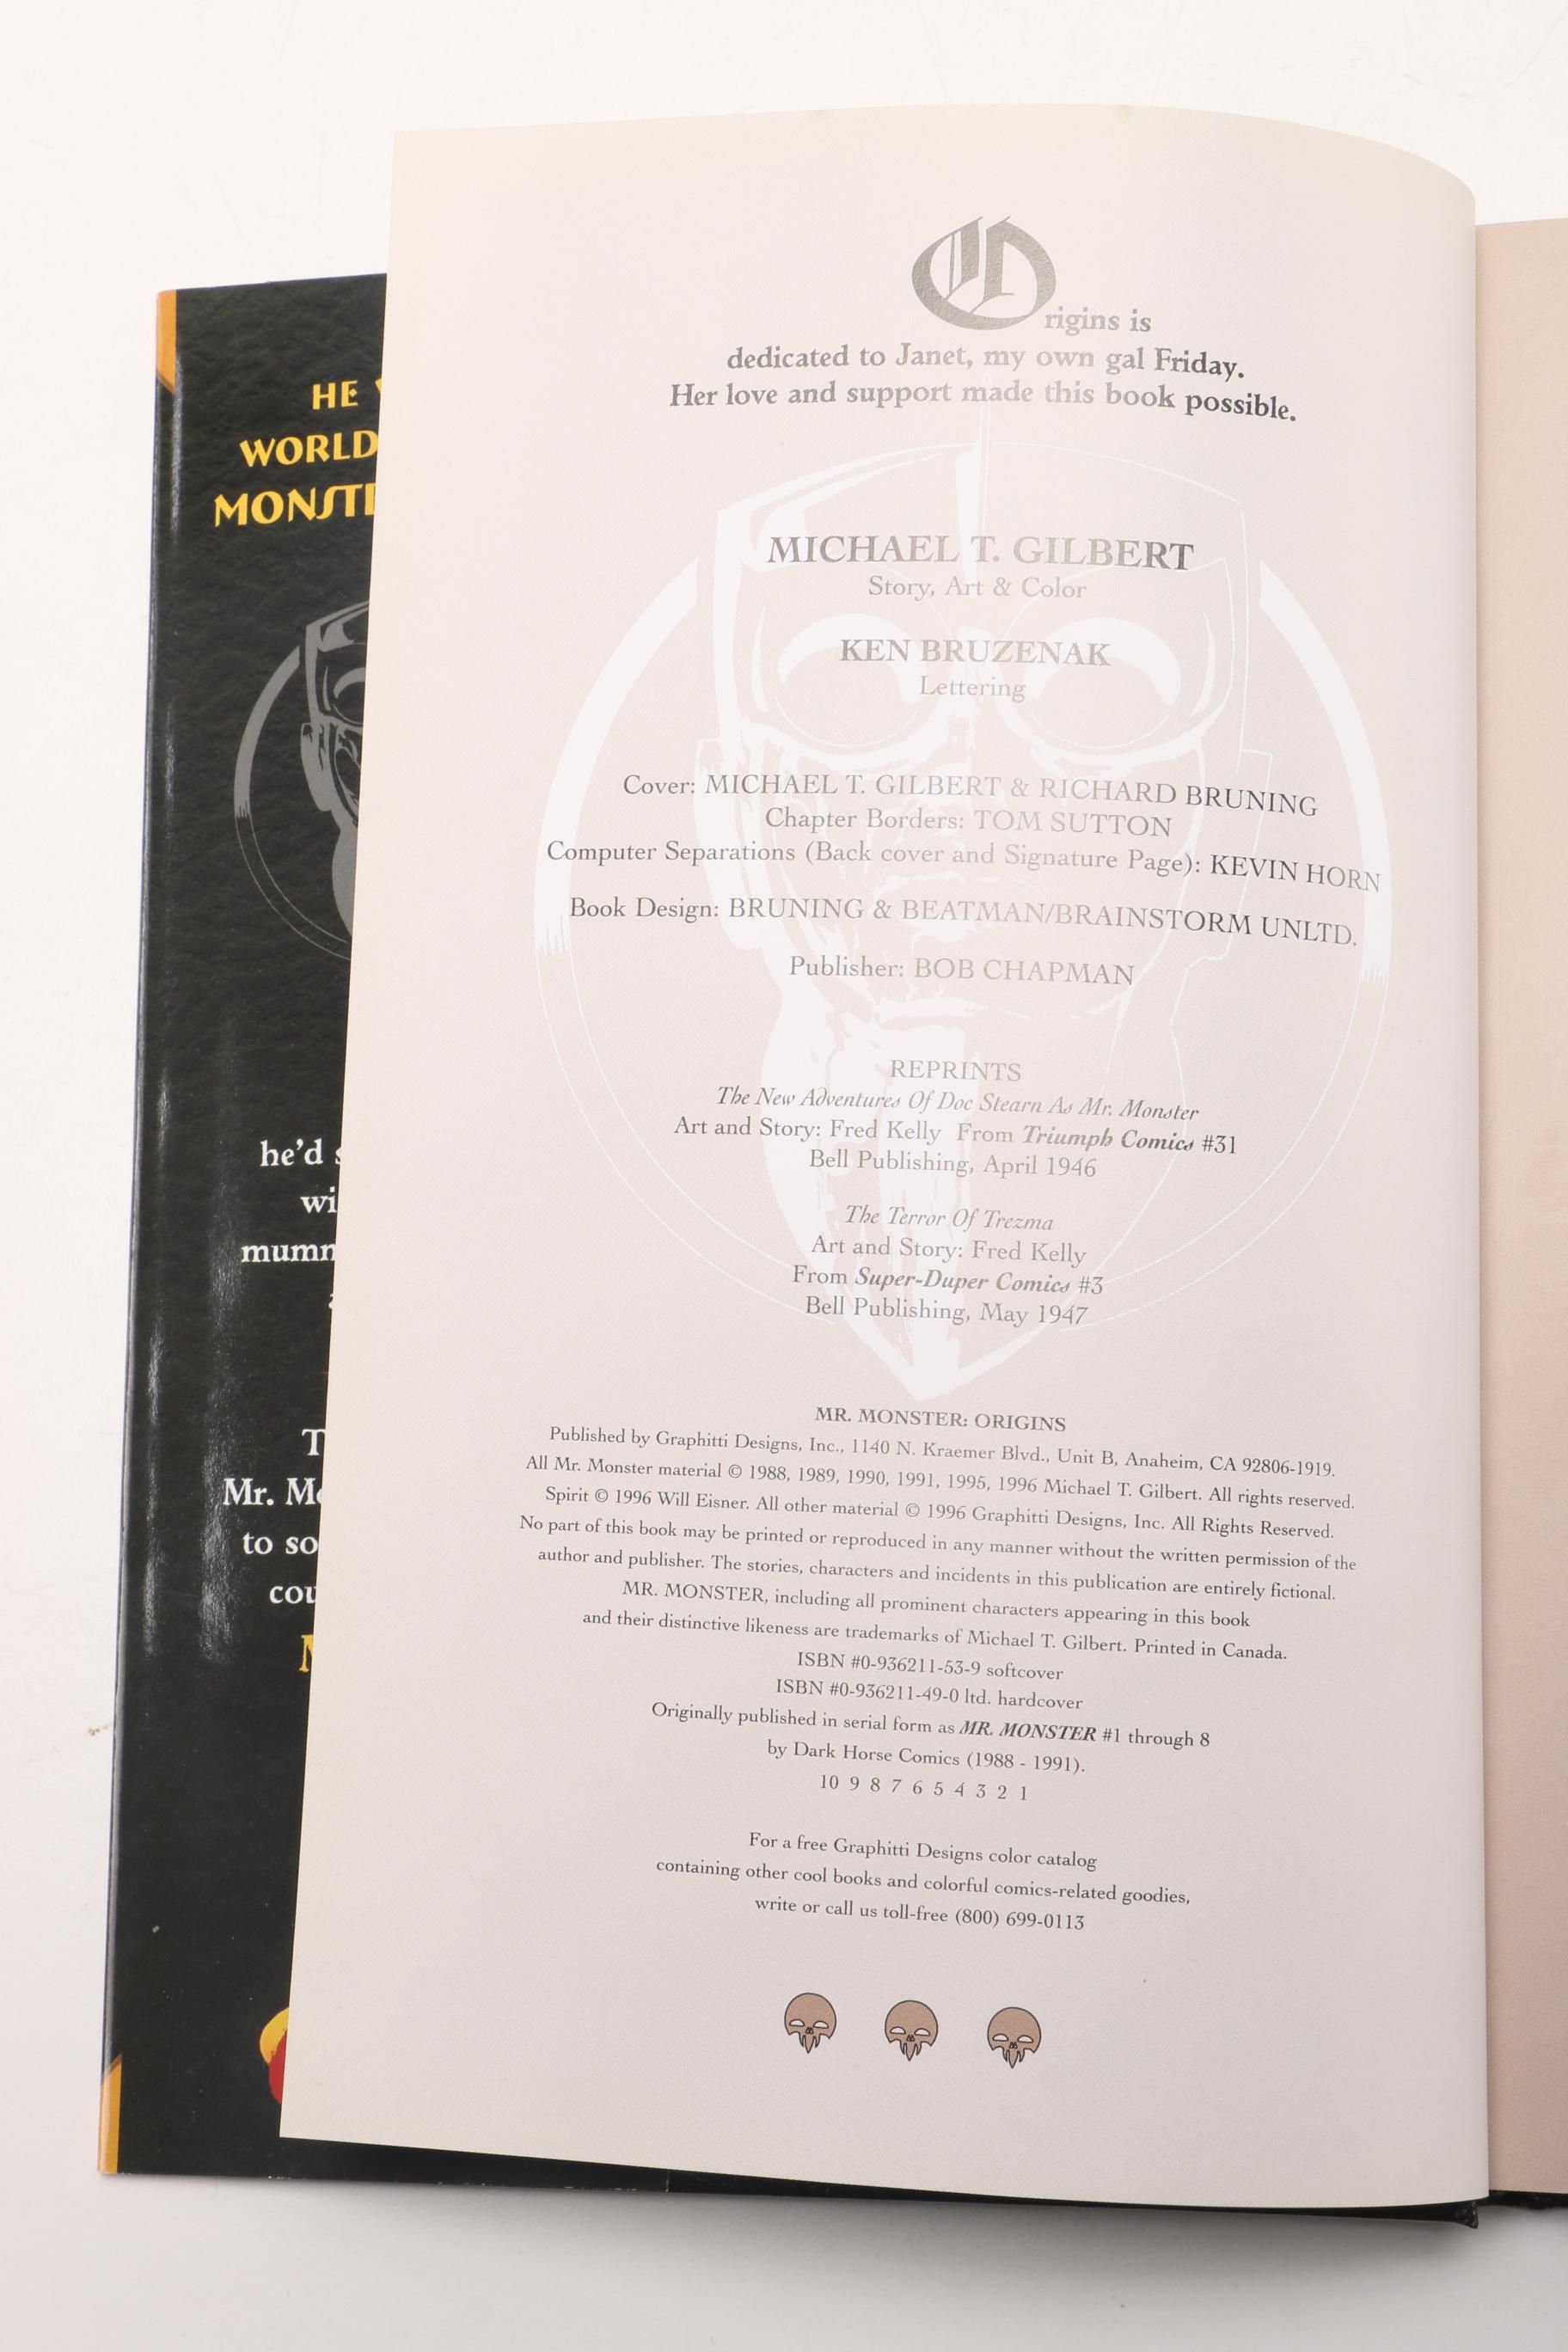 HE
WORLD
MONST
he'd
wi
mumm
T
Mr. Mo
to so
cou
Origins is
dedicated to Janet, my own gal Friday.
Her love and support made this book possible.
MICHAEL T. GILBERT
Story, Art & Color
KEN BRUZENAK
Lettering
Cover: MICHAEL T. GILBERT & RICHARD BRUNING
Chapter Borders: TOM SUTTON
Computer Separations (Back cover and Signature Page): KEVIN HORN
Book Design: BRUNING & BEATMAN/BRAINSTORM UNLTD.
Publisher: BOB CHAPMAN
REPRINTS
The New Adventures Of Doc Stearn As Mr. Monster
Art and Story: Fred Kelly From Triumph Comics #31
Bell Publishing, April 1946
The Terror Of Trezma
Art and Story: Fred Kelly
From Super-Duper Comics #3
Bell Publishing, May 1947
MR. MONSTER: ORIGINS
Published by Graphitti Designs, Inc., 1140 N. Kraemer Blvd., Unit B, Anaheim, CA 92806-1919.
All Mr. Monster material © 1988, 1989, 1990, 1991, 1995, 1996 Michael T. Gilbert. All rights reserved.
Spirit © 1996 Will Eisner. All other material © 1996 Graphitti Designs, Inc. All Rights Reserved.
No part of this book may be printed or reproduced in any manner without the written permission of the
author and publisher. The stories, characters and incidents in this publication are entirely fictional.
MR. MONSTER, including all prominent characters appearing in this book
and their distinctive likeness are trademarks of Michael T. Gilbert. Printed in Canada.
ISBN #0-936211-53-9 softcover
ISBN #0-936211-49-0 ltd. hardcover
Originally published in serial form as MR. MONSTER #1 through 8
by Dark Horse Comics (1988 - 1991).
10 9 8 7 6 5 4 3 2 1
For a free Graphitti Designs color catalog
containing other cool books and colorful comics-related goodies,
write or call us toll-free (800) 699-0113